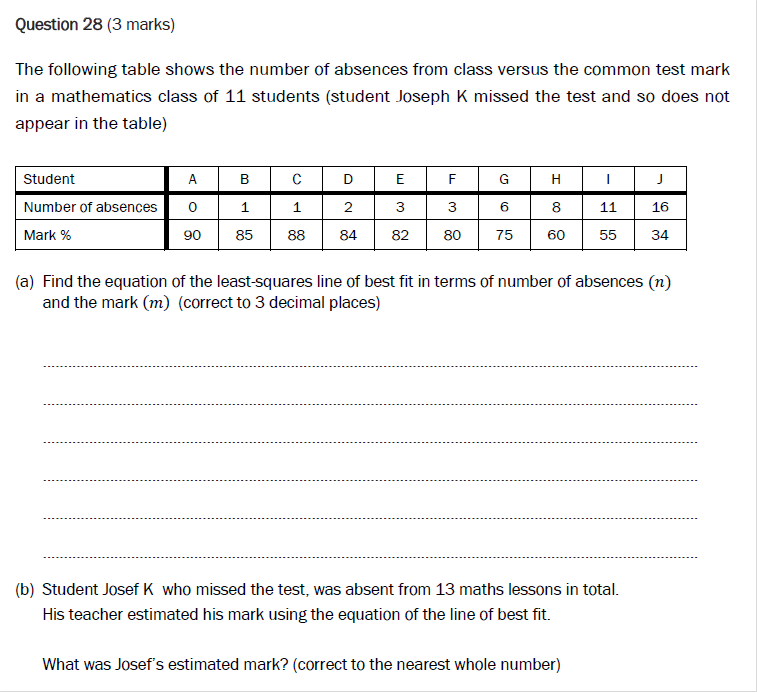 Question 28 (3 marks)
The following table shows the number of absences from class versus the common test mark
in a mathematics class of 11 students (student Joseph K missed the test and so does not
appear in the table)
Student A B C D E F G H I J
Number of absences 0 1 1 2 3 3 6 8 11 16
Mark % 90 85 88 84 82 80 75 60 55 34
(a) Find the equation of the least-squares line of best fit in terms of number of absences (n)
and the mark (m) (correct to 3 decimal places)
(b) Student Josef K who missed the test, was absent from 13 maths lessons in total.
His teacher estimated his mark using the equation of the line of best fit.
What was Josef's estimated mark? (correct to the nearest whole number)